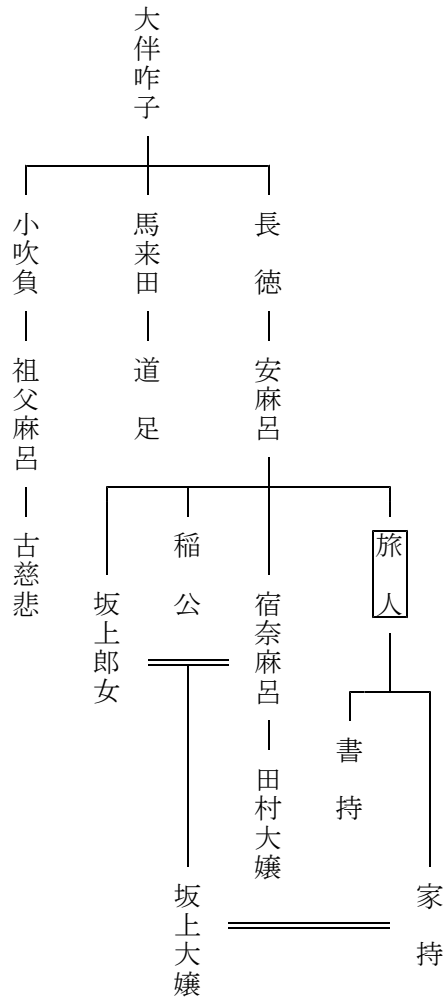 大伴咋子
長徳
馬来田
小吹負
安麻呂
道足
祖父麻呂
旅人
宿奈麻呂
稲公
坂上郎女
古慈悲
家持
書持
田村大嬢
坂上大嬢